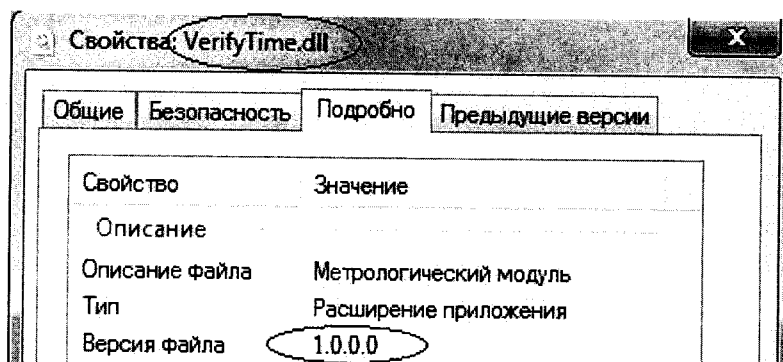 Свойства: VerifyTime.dll
Общие Безопасность Подробно Предыдущие версии
Свойство Значение
Описание
Описание файла Метрологический модуль
Тип Расширение приложения
Версия файла 1.0.0.0